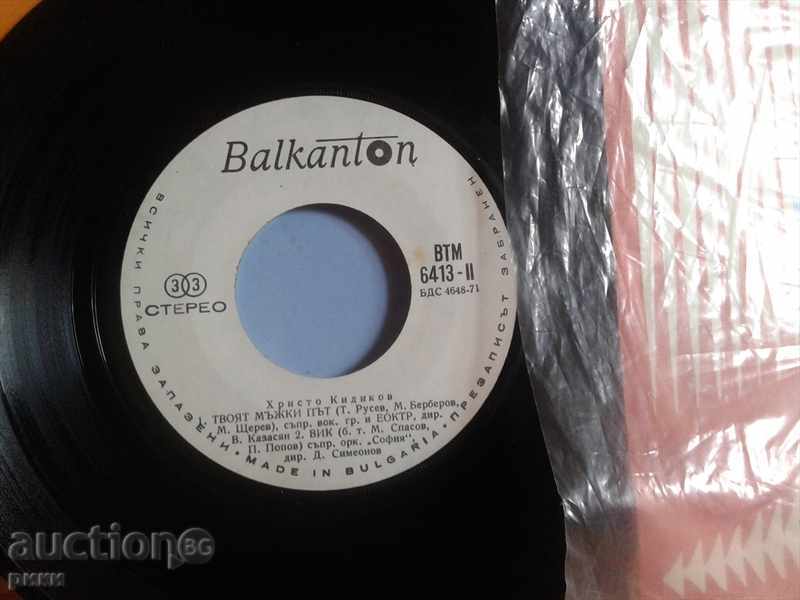 Balkanton
ВТМ
6413-II
БДС 4648-71
33
СТЕРЕО
Христо Кидиков
1. ТВОЯТ МЪЖКИ ПЪТ (Т. Русев, М. Берберов,
М. Щерев), съпр. вок. гр. и ЕОКТР, дир.
В. Казасян 2. ВИК (б. т. М. Спасов,
П. Попов) съпр. орк. „София",
дир. Д. Симеонов
ВСИЧКИ ПРАВА ЗАПАЗЕНИ · MADE IN BULGARIA · ПРЕЗАПИСЪТ ЗАБРАНЕН
auction BG
рики